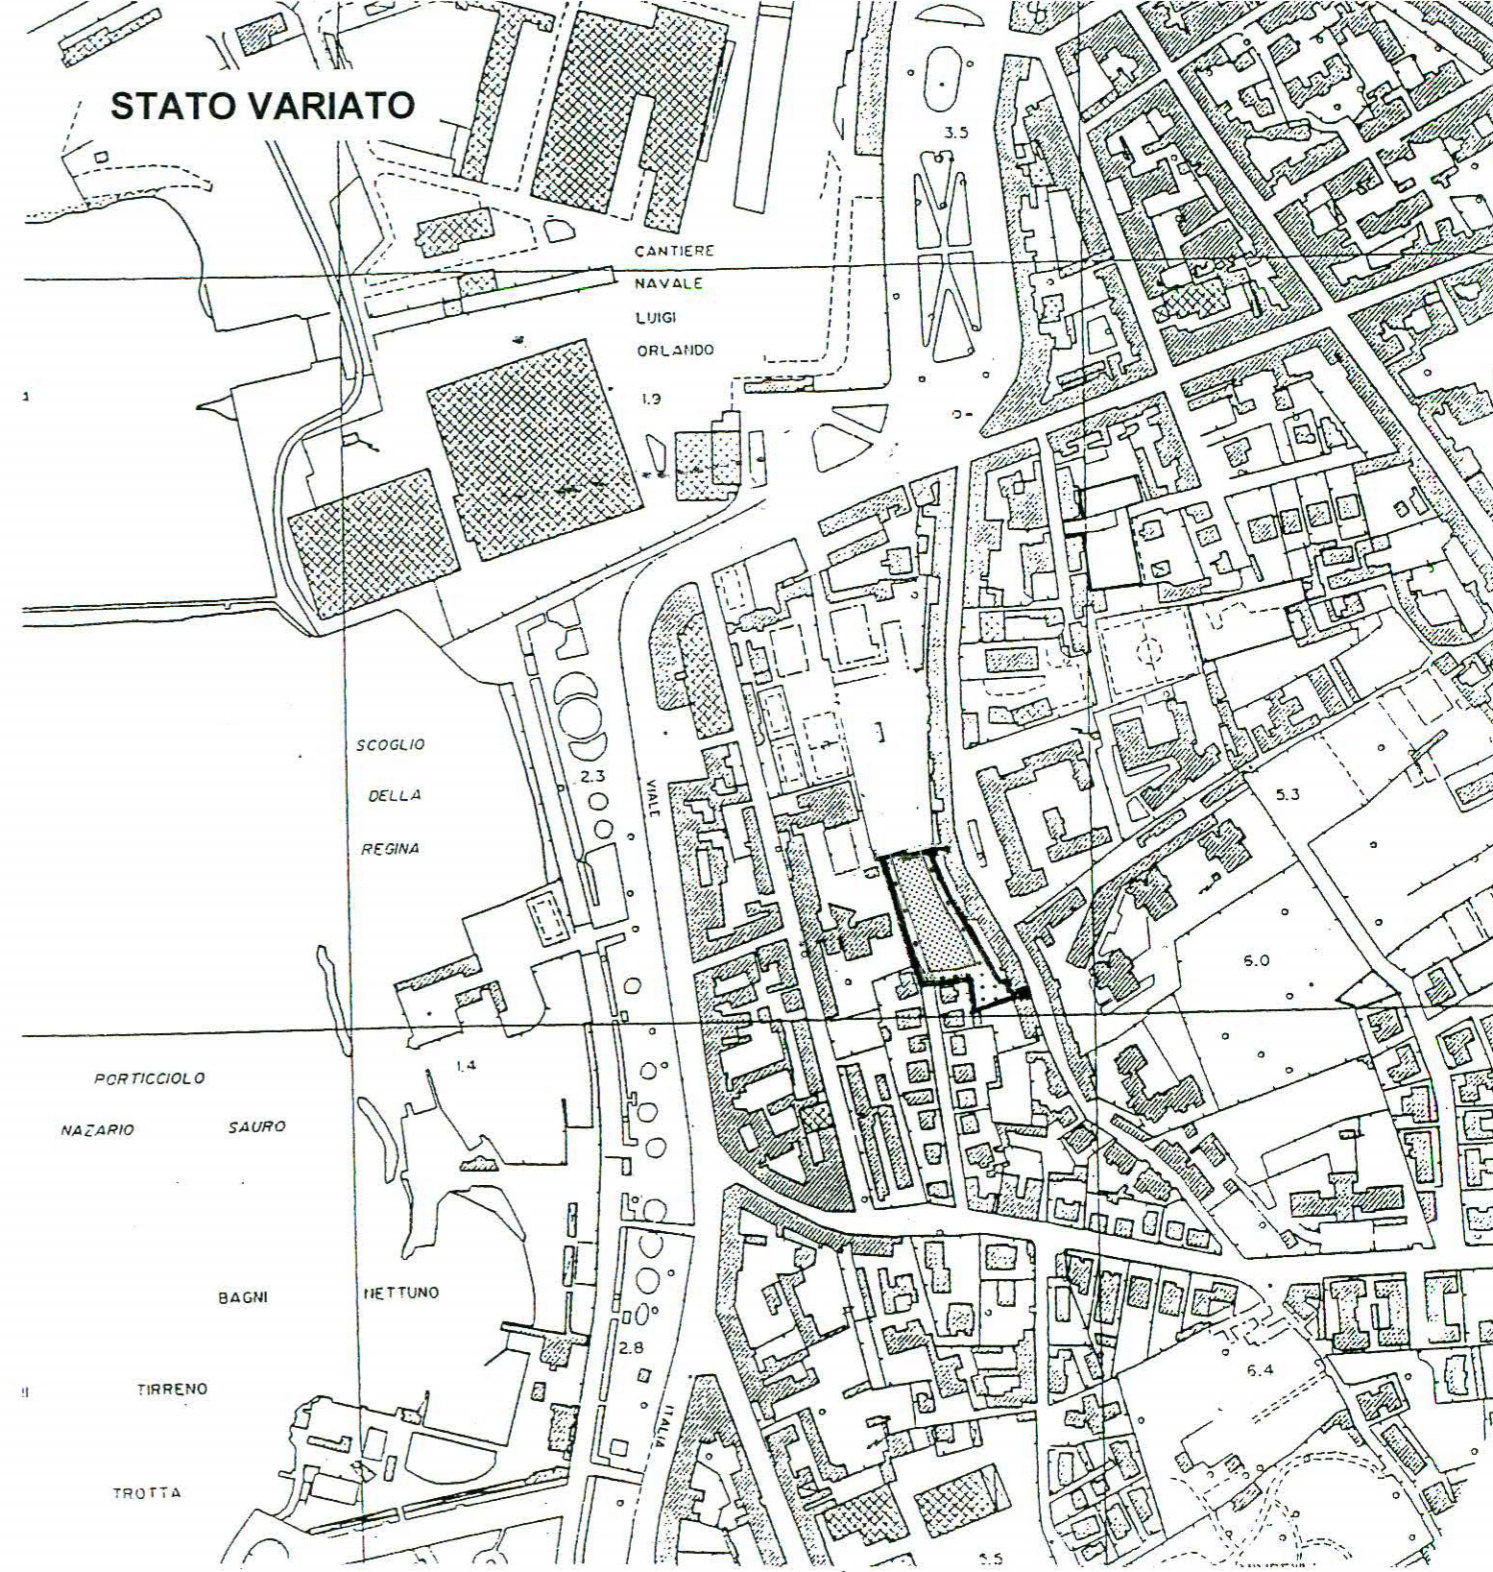 STATO VARIATO
3.5
CANTIERE
NAVALE
LUIGI
ORLANDO
1.9
SCOGLIO
DELLA
REGINA
2.3
VIALE
5.3
6.0
1.4
PORTICCIOLO
NAZARIO SAURO
BAGNI NETTUNO
2.8
6.4
TIRRENO
ITALIA
TROTTA
5.5